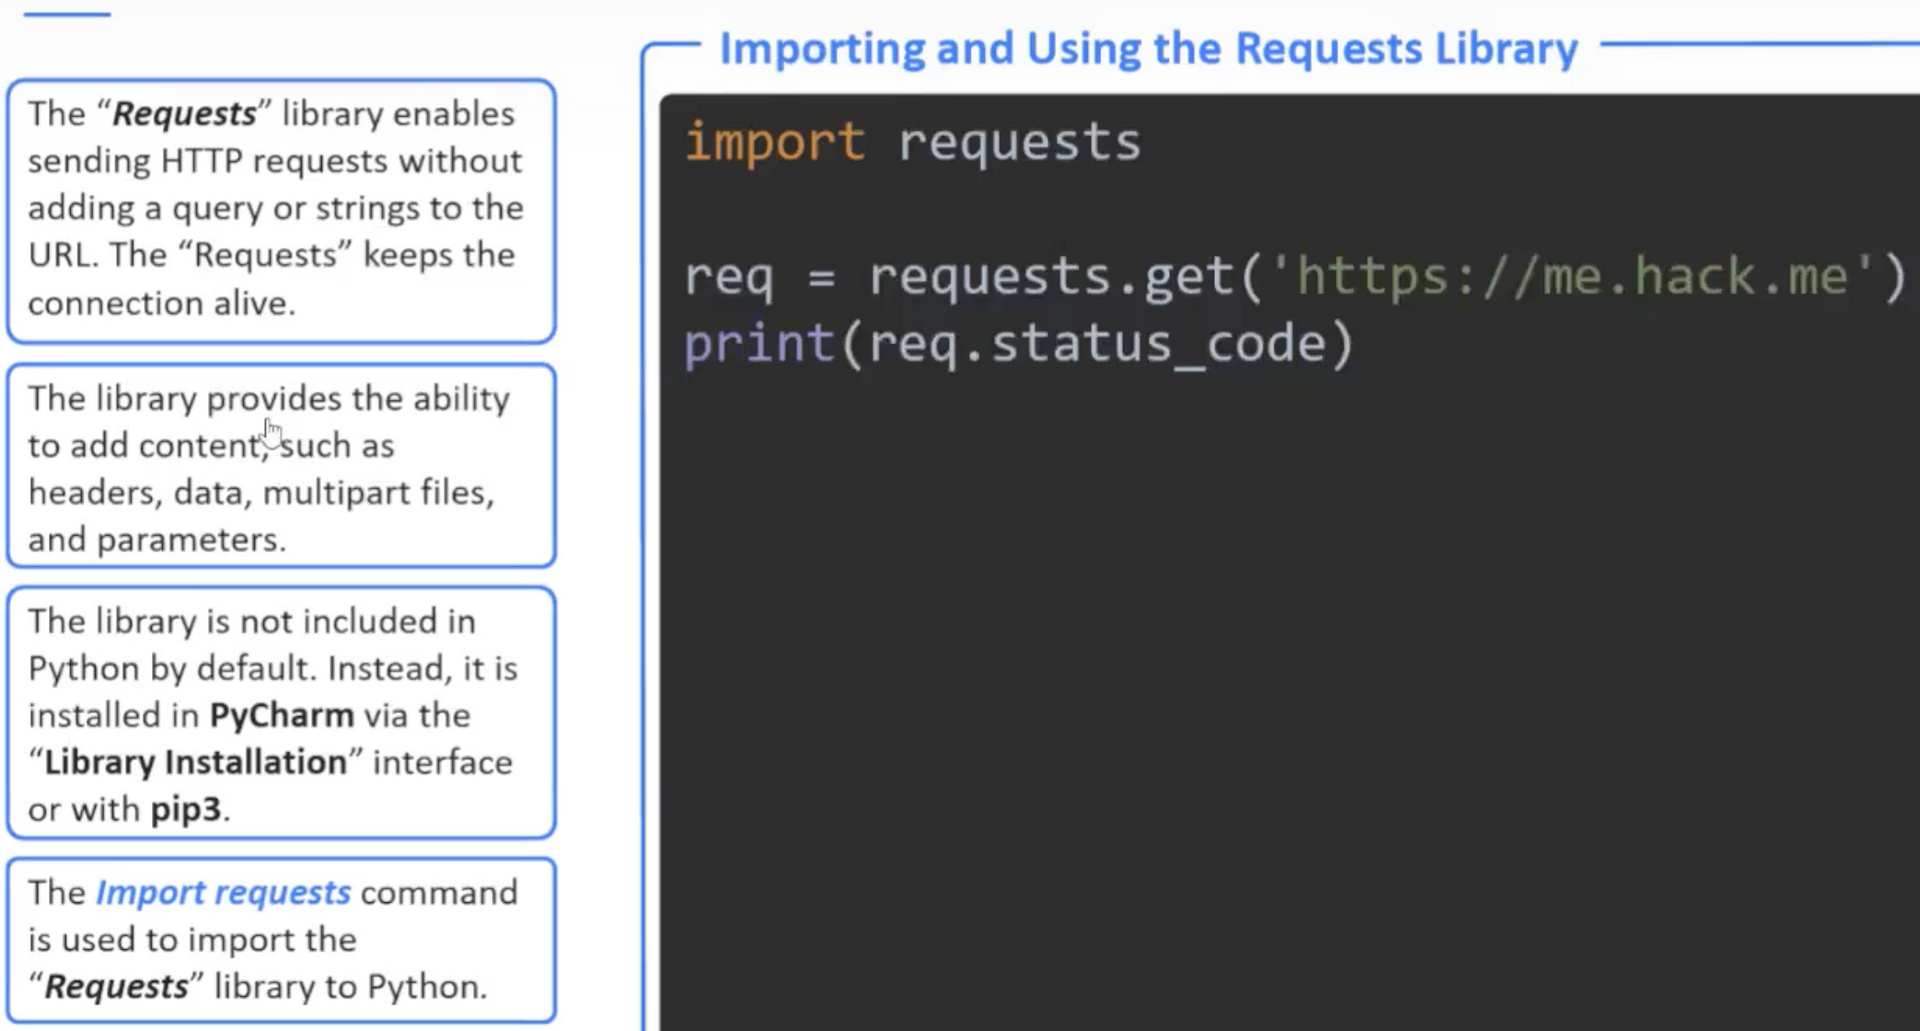 The “Requests” library enables
sending HTTP requests without
adding a query or strings to the
URL. The “Requests” keeps the
connection alive.
The library provides the ability
to add content, such as
headers, data, multipart files,
and parameters.
The library is not included in
Python by default. Instead, it is
installed in PyCharm via the
“Library Installation” interface
or with pip3.
The Import requests command
is used to import the
“Requests” library to Python.
Importing and Using the Requests Library
import requests
req = requests.get('https://me.hack.me')
print(req.status_code)